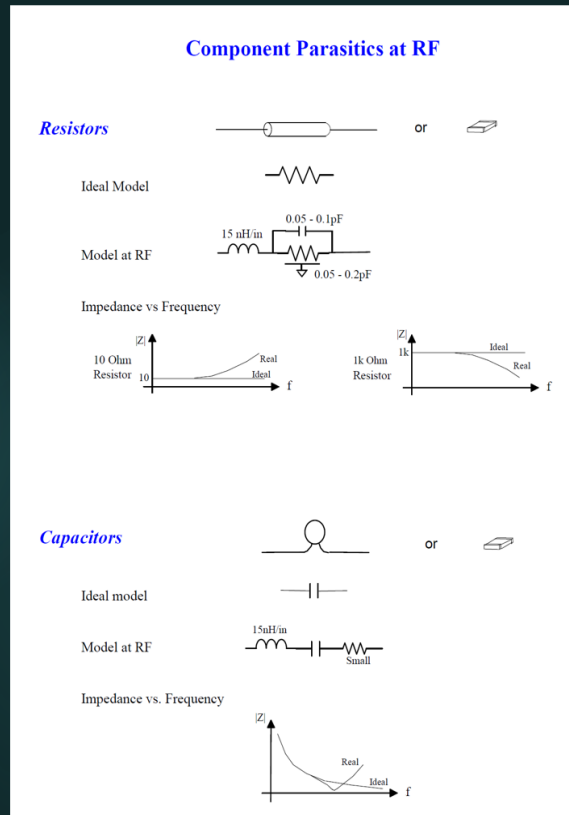 Component Parasitics at RF
Resistors
or
Ideal Model
0.05 - 0.1pF
15 nH/in
Model at RF
0.05 - 0.2pF
Impedance vs Frequency
|Z|
10 Ohm
Resistor
10
Real
Ideal
f
|Z|
1k
1k Ohm
Resistor
Ideal
Real
f
Capacitors
or
Ideal model
15nH/in
Model at RF
Small
Impedance vs. Frequency
|Z|
Real
Ideal
f